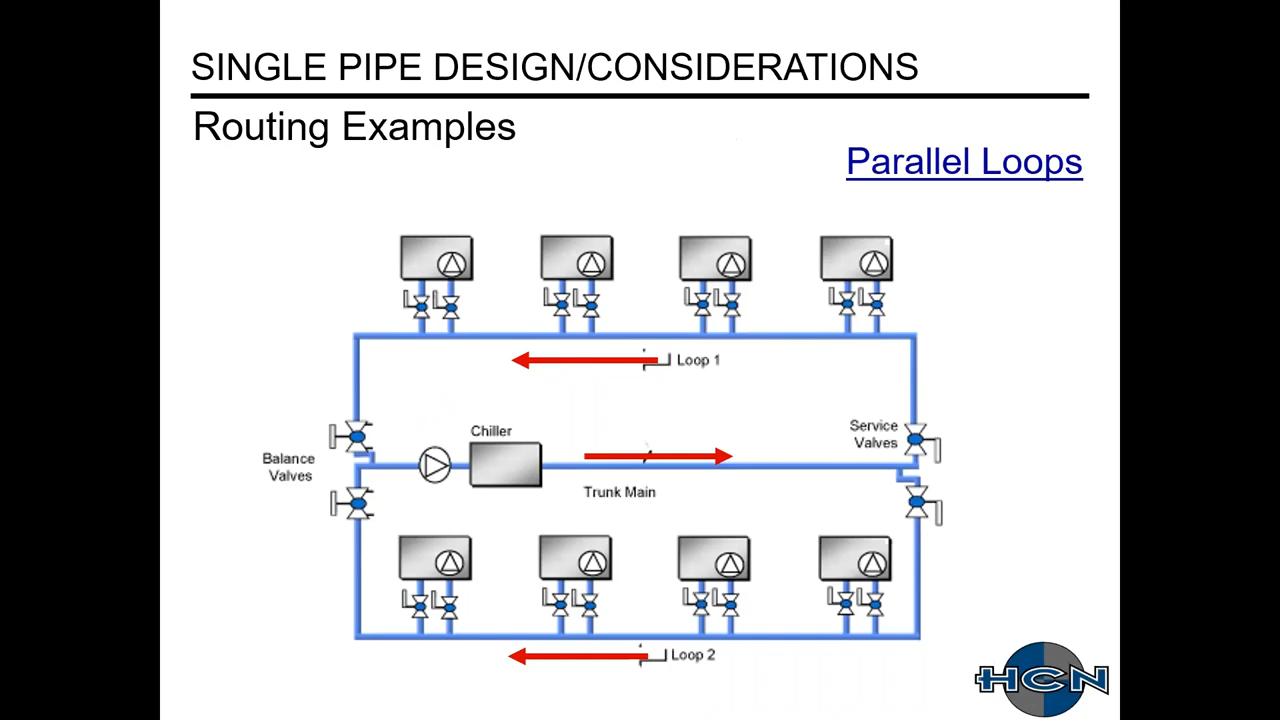 SINGLE PIPE DESIGN/CONSIDERATIONS
Routing Examples
Parallel Loops
Loop 1
Chiller
Service
Valves
Balance
Valves
Trunk Main
Loop 2
HCN